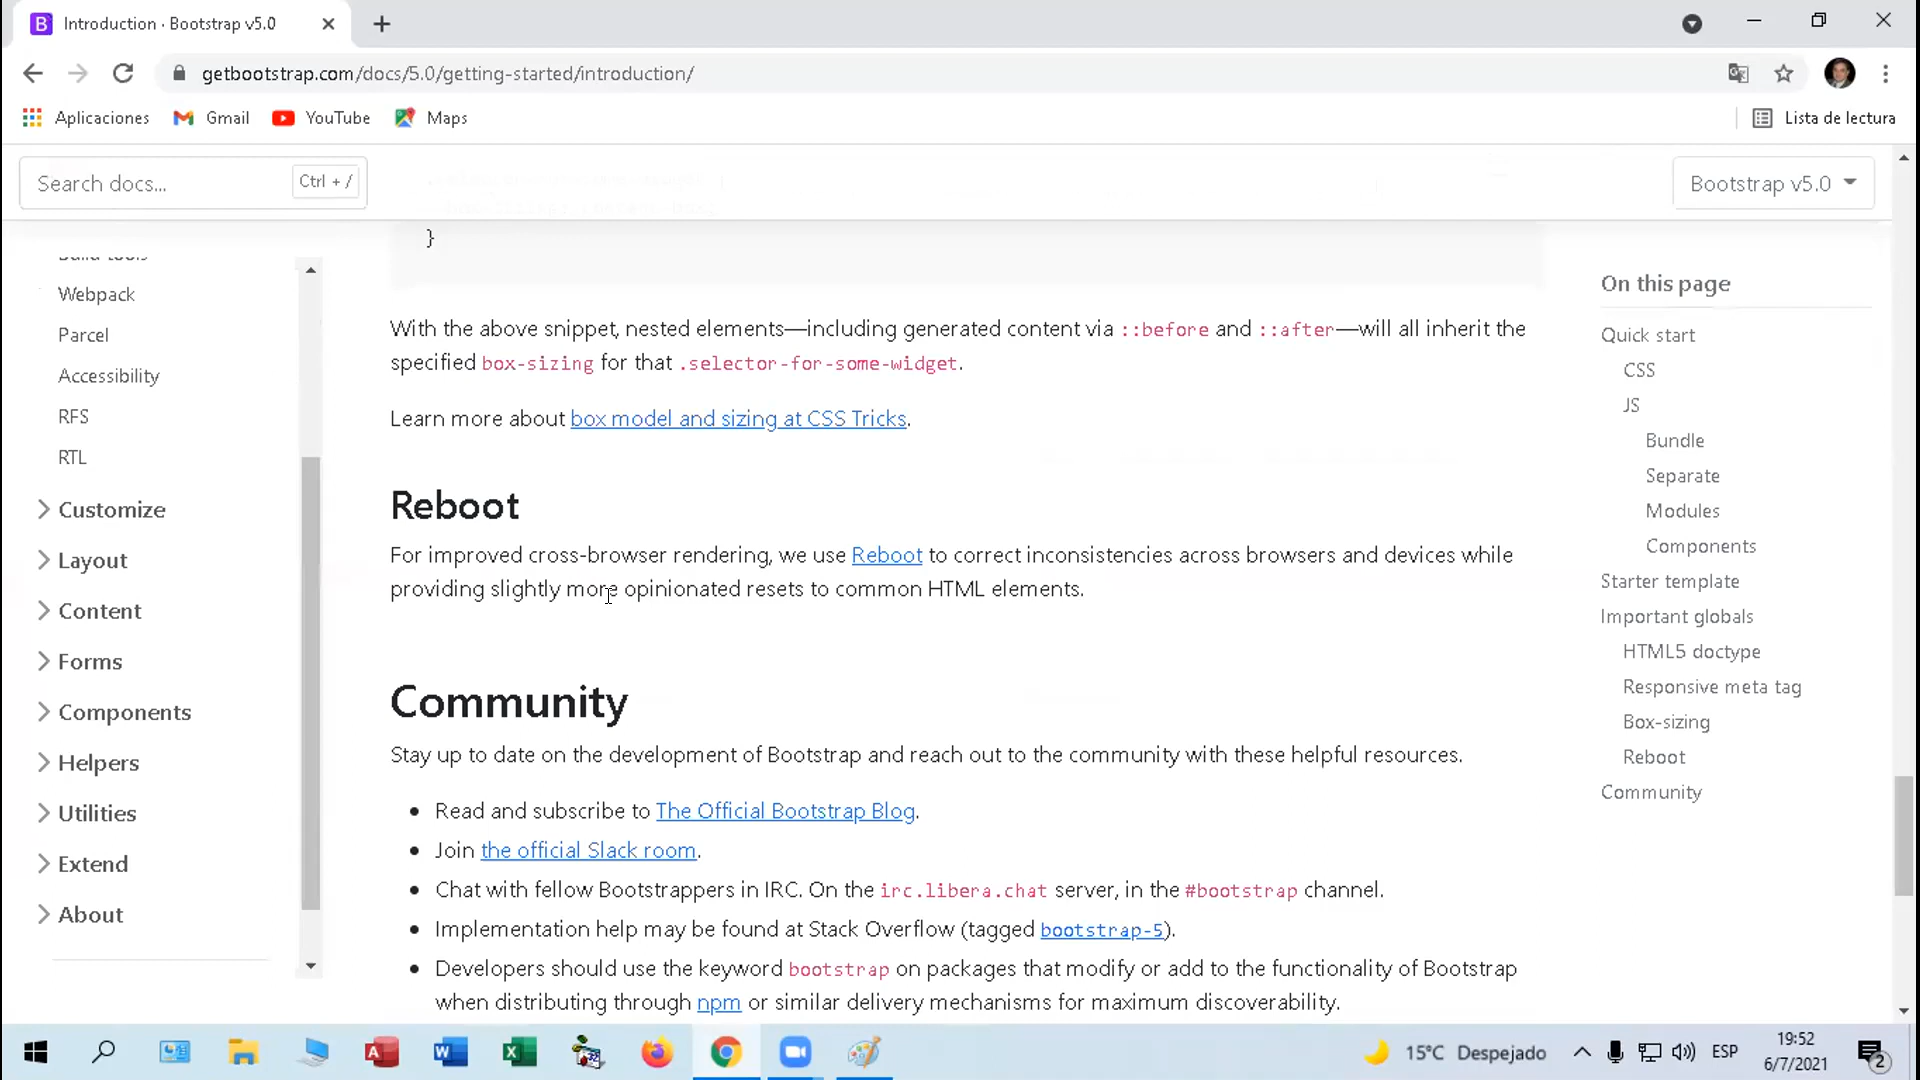 Introduction · Bootstrap v5.0
getbootstrap.com/docs/5.0/getting-started/introduction/
Aplicaciones
Gmail
YouTube
Maps
Lista de lectura
Search docs...
Ctrl + /
Bootstrap v5.0
Build tools
Webpack
Parcel
Accessibility
RFS
RTL
Customize
Layout
Content
Forms
Components
Helpers
Utilities
Extend
About
}
With the above snippet, nested elements—including generated content via ::before and ::after—will all inherit the
specified box-sizing for that .selector-for-some-widget.
Learn more about box model and sizing at CSS Tricks.
Reboot
For improved cross-browser rendering, we use Reboot to correct inconsistencies across browsers and devices while
providing slightly more opinionated resets to common HTML elements.
Community
Stay up to date on the development of Bootstrap and reach out to the community with these helpful resources.
• Read and subscribe to The Official Bootstrap Blog.
• Join the official Slack room.
• Chat with fellow Bootstrappers in IRC. On the irc.libera.chat server, in the #bootstrap channel.
• Implementation help may be found at Stack Overflow (tagged bootstrap-5).
• Developers should use the keyword bootstrap on packages that modify or add to the functionality of Bootstrap
when distributing through npm or similar delivery mechanisms for maximum discoverability.
On this page
Quick start
CSS
JS
Bundle
Separate
Modules
Components
Starter template
Important globals
HTML5 doctype
Responsive meta tag
Box-sizing
Reboot
Community
15°C Despejado
ESP
19:52
6/7/2021
2